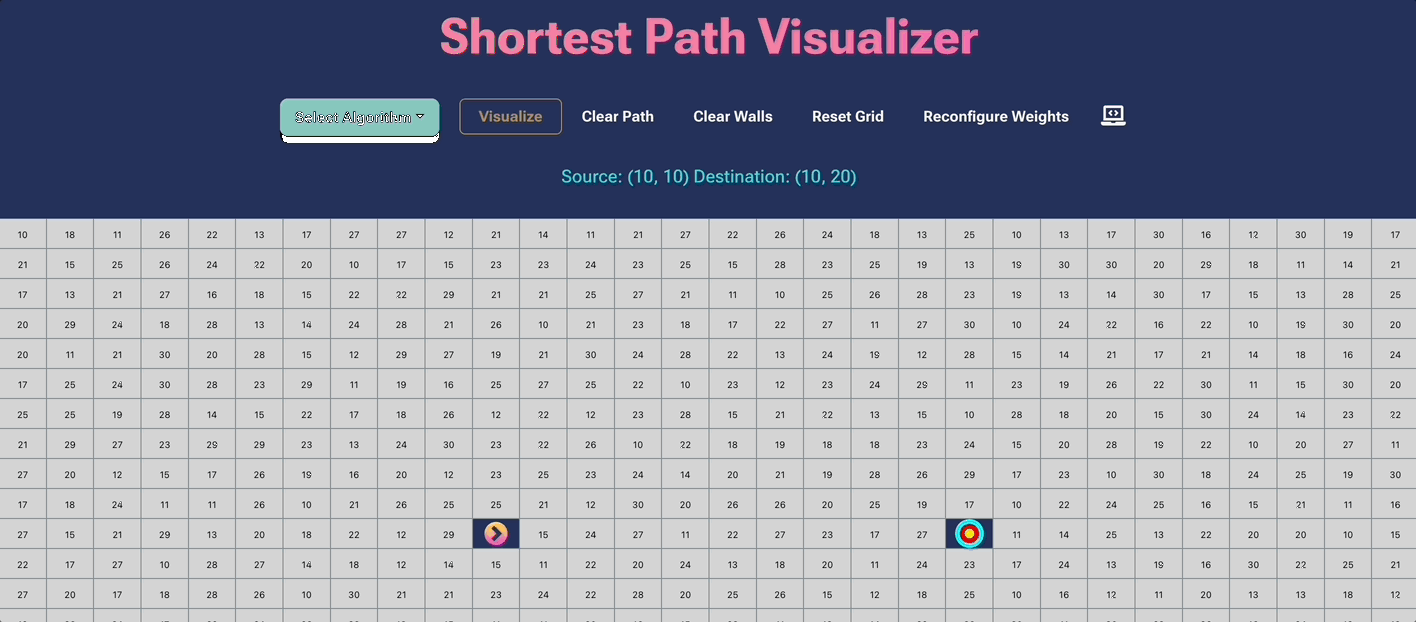 Shortest Path Visualizer
Select Algorithm Visualize Clear Path Clear Walls Reset Grid Reconfigure Weights
Source: (10, 10) Destination: (10, 20)
10 18 11 26 22 13 17 27 27 12 21 14 11 21 27 22 26 24 18 13 25 10 13 17 30 16 12 30 19 17
21 15 25 26 24 22 20 10 17 15 23 23 24 23 25 15 28 23 25 19 13 19 30 30 20 29 18 11 14 21
17 13 21 27 16 18 15 22 22 29 21 21 25 27 21 11 10 25 26 28 23 19 13 14 30 17 15 13 28 25
20 29 24 18 28 13 14 24 28 21 26 10 21 23 18 17 22 27 11 27 30 10 24 22 16 22 10 19 30 20
20 11 21 30 20 28 15 12 29 27 19 21 30 24 28 22 13 24 19 12 28 15 14 21 17 21 14 18 16 24
17 25 24 30 28 23 29 11 19 16 25 27 25 22 10 23 12 23 24 29 11 23 19 26 22 30 11 15 30 20
25 25 19 28 14 15 22 17 18 26 12 22 12 23 28 15 21 22 13 15 10 28 18 20 15 30 24 14 23 22
21 29 27 23 29 29 23 13 24 30 23 22 26 10 22 18 19 18 18 23 24 15 20 28 19 22 10 20 27 11
27 20 12 15 17 26 19 16 20 12 23 25 23 24 14 20 21 19 28 26 29 17 23 10 30 18 24 25 19 30
17 18 24 11 11 26 10 21 26 25 25 21 12 30 20 26 26 20 25 19 17 10 22 24 25 16 15 21 11 16
27 15 21 29 13 20 18 22 12 29 15 24 27 11 22 27 23 17 27 11 14 25 13 22 20 20 10 15
22 17 27 10 28 27 14 18 12 14 15 11 22 20 24 13 18 20 11 24 23 17 24 13 19 16 30 22 25 21
27 20 17 18 28 26 10 30 21 21 23 24 22 28 20 25 26 15 12 18 25 10 16 12 11 20 13 13 18 12